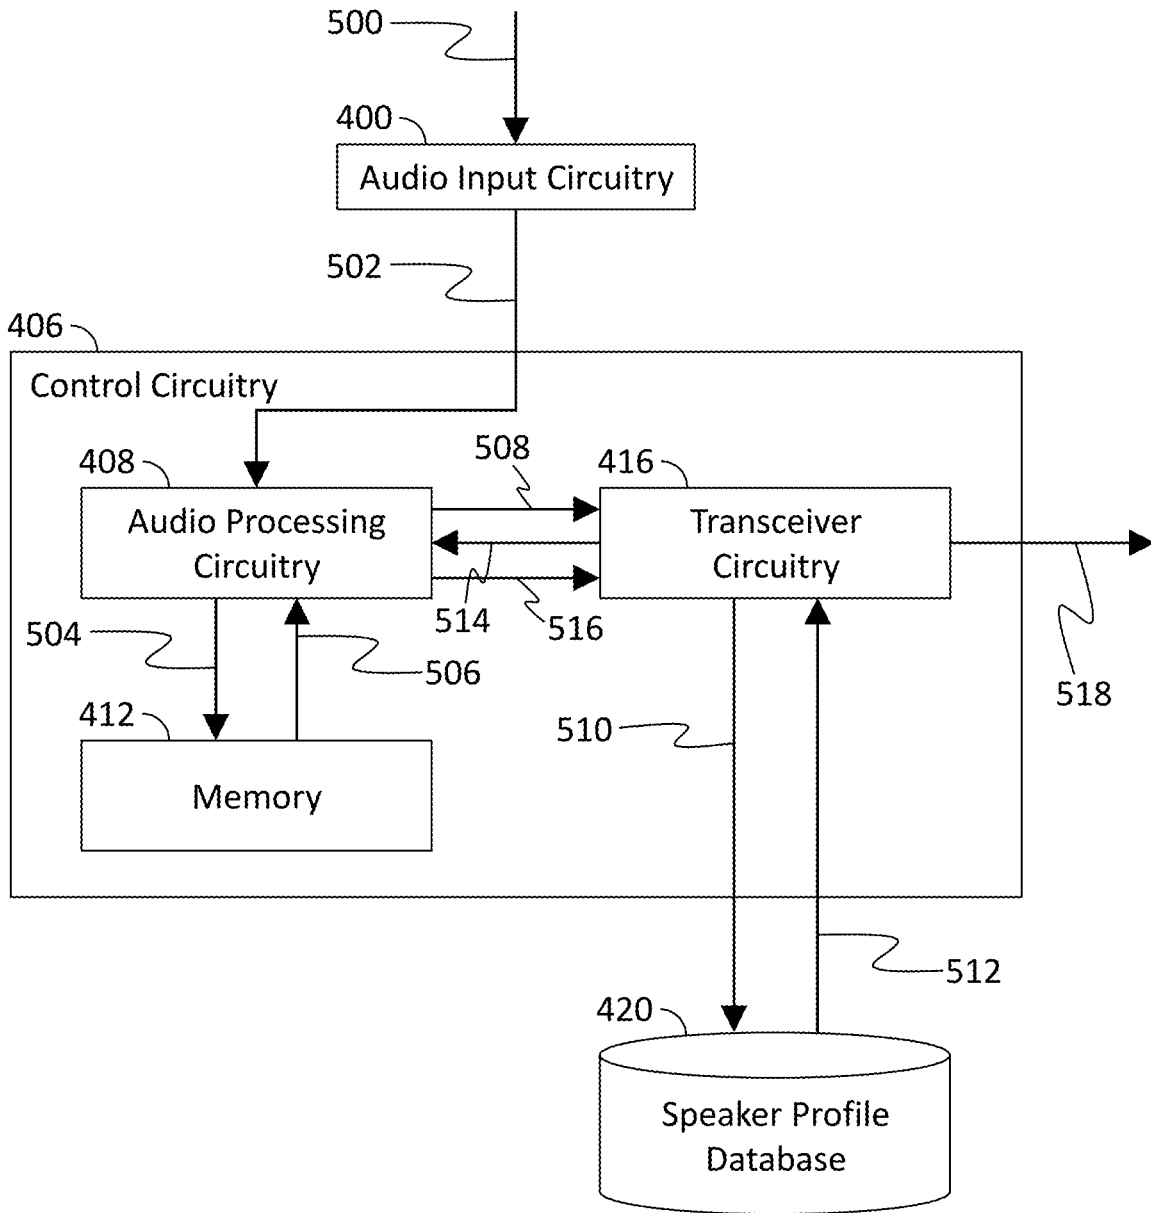 500
400
Audio Input Circuitry
502
406
Control Circuitry
508
408
416
Audio Processing
Circuitry
Transceiver
Circuitry
514
516
504
506
518
412
510
Memory
512
420
Speaker Profile
Database